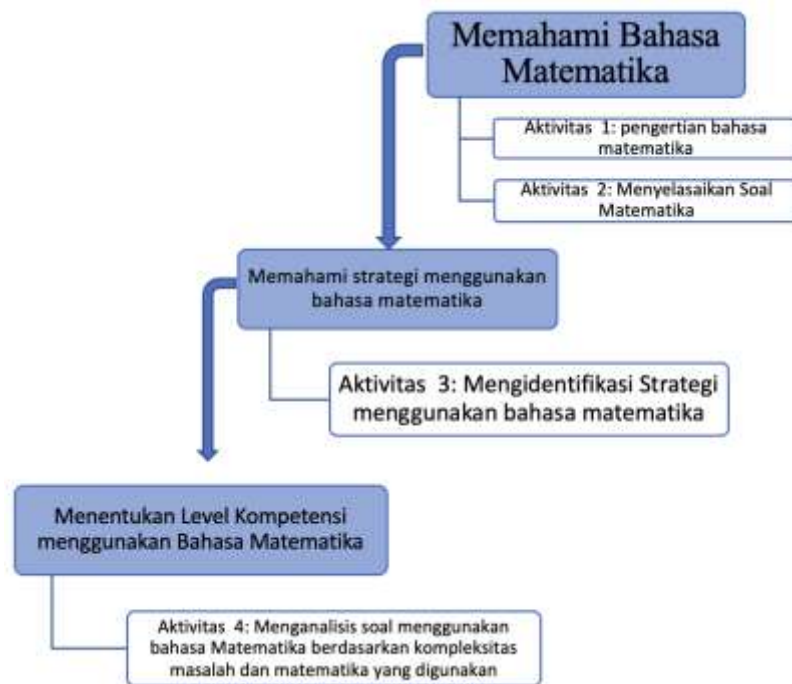 Memahami Bahasa
Matematika
Aktivitas 1: pengertian bahasa
matematika
Aktivitas 2: Menyelasaikan Soal
Matematika
Memahami strategi menggunakan
bahasa matematika
Aktivitas 3: Mengidentifikasi Strategi
menggunakan bahasa matematika
Menentukan Level Kompetensi
menggunakan Bahasa Matematika
Aktivitas 4: Menganalisis soal menggunakan
bahasa Matematika berdasarkan kompleksitas
masalah dan matematika yang digunakan